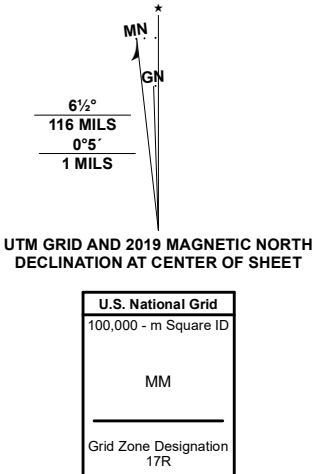 ★
MN
GN
6½°
116 MILS
0°5´
1 MILS
UTM GRID AND 2019 MAGNETIC NORTH
DECLINATION AT CENTER OF SHEET
U.S. National Grid
100,000 - m Square ID
MM
Grid Zone Designation
17R